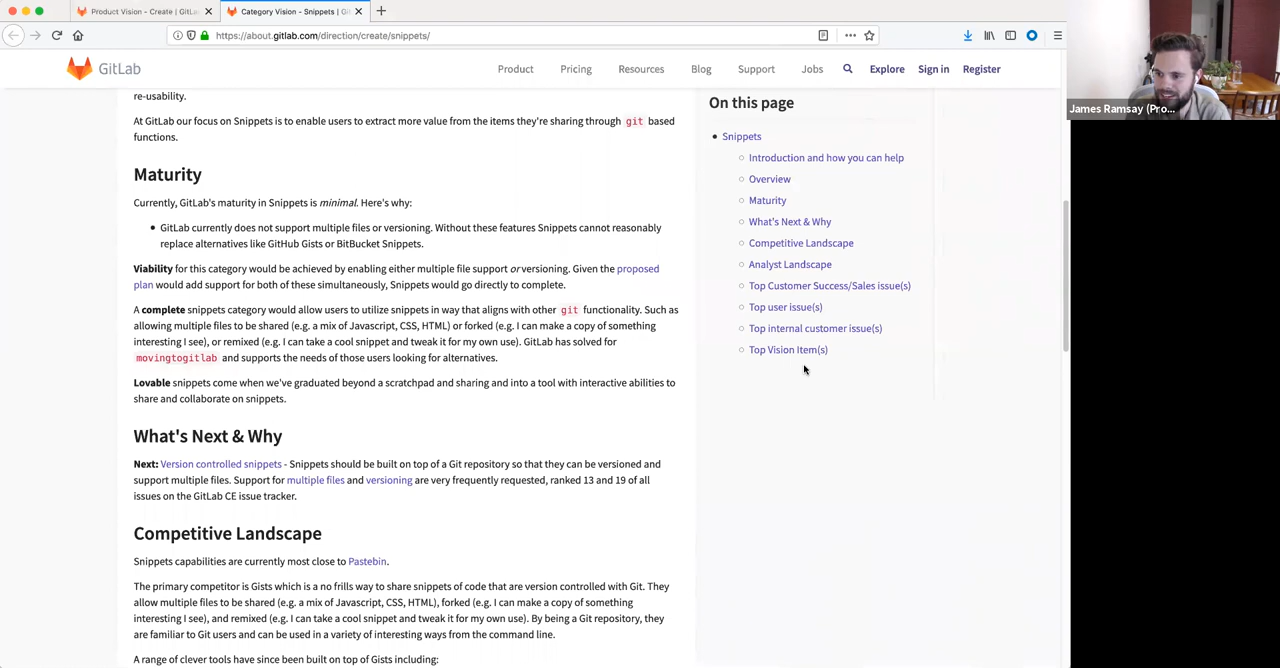 Product Vision - Create | GitLa
Category Vision - Snippets | Gi
https://about.gitlab.com/direction/create/snippets/
GitLab
Product
Pricing
Resources
Blog
Support
Jobs
Explore
Sign in
Register
James Ramsay (Pro...
re-usability.
At GitLab our focus on Snippets is to enable users to extract more value from the items they're sharing through git based
functions.
Maturity
Currently, GitLab's maturity in Snippets is minimal. Here's why:
GitLab currently does not support multiple files or versioning. Without these features Snippets cannot reasonably
replace alternatives like GitHub Gists or BitBucket Snippets.
Viability for this category would be achieved by enabling either multiple file support or versioning. Given the proposed
plan would add support for both of these simultaneously, Snippets would go directly to complete.
A complete snippets category would allow users to utilize snippets in way that aligns with other git functionality. Such as
allowing multiple files to be shared (e.g. a mix of Javascript, CSS, HTML) or forked (e.g. I can make a copy of something
interesting I see), or remixed (e.g. I can take a cool snippet and tweak it for my own use). GitLab has solved for
movingtogitlab and supports the needs of those users looking for alternatives.
Lovable snippets come when we've graduated beyond a scratchpad and sharing and into a tool with interactive abilities to
share and collaborate on snippets.
What's Next & Why
Next: Version controlled snippets - Snippets should be built on top of a Git repository so that they can be versioned and
support multiple files. Support for multiple files and versioning are very frequently requested, ranked 13 and 19 of all
issues on the GitLab CE issue tracker.
Competitive Landscape
Snippets capabilities are currently most close to Pastebin.
The primary competitor is Gists which is a no frills way to share snippets of code that are version controlled with Git. They
allow multiple files to be shared (e.g. a mix of Javascript, CSS, HTML), forked (e.g. I can make a copy of something
interesting I see), and remixed (e.g. I can take a cool snippet and tweak it for my own use). By being a Git repository, they
are familiar to Git users and can be used in a variety of interesting ways from the command line.
A range of clever tools have since been built on top of Gists including:
On this page
Snippets
Introduction and how you can help
Overview
Maturity
What's Next & Why
Competitive Landscape
Analyst Landscape
Top Customer Success/Sales issue(s)
Top user issue(s)
Top internal customer issue(s)
Top Vision Item(s)